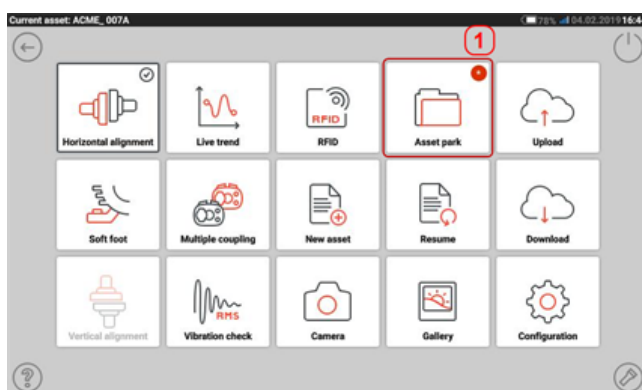 Current asset: ACME_ 007A
78% 04.02.2019 16:4
1
Horizontal alignment
Live trend
RFID
RFID
Asset park
Upload
Soft foot
Multiple coupling
New asset
Resume
Download
Vertical alignment
RMS
Vibration check
Camera
Gallery
Configuration
?